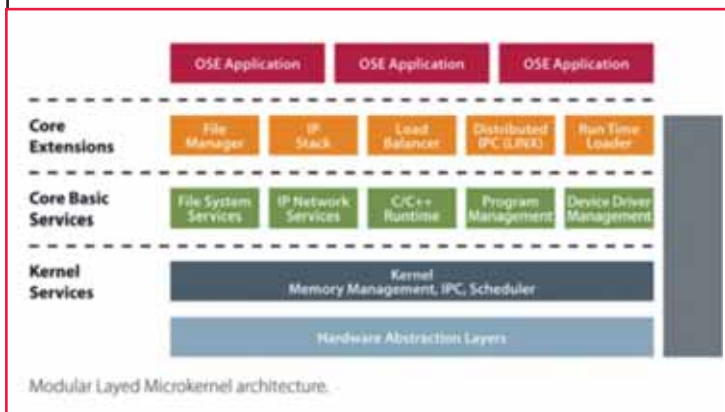 OSE Application OSE Application OSE Application
Core
Extensions
File
Manager
IP
Stack
Load
Balancer
Distributed
IPC (LINX)
Run Time
Loader
Core Basic
Services
File System
Services
IP Network
Services
C/C++
Runtime
Program
Management
Device Driver
Management
Kernel
Services
Kernel
Memory Management, IPC, Scheduler
Hardware Abstraction Layers
Modular Layed Microkernel architecture.